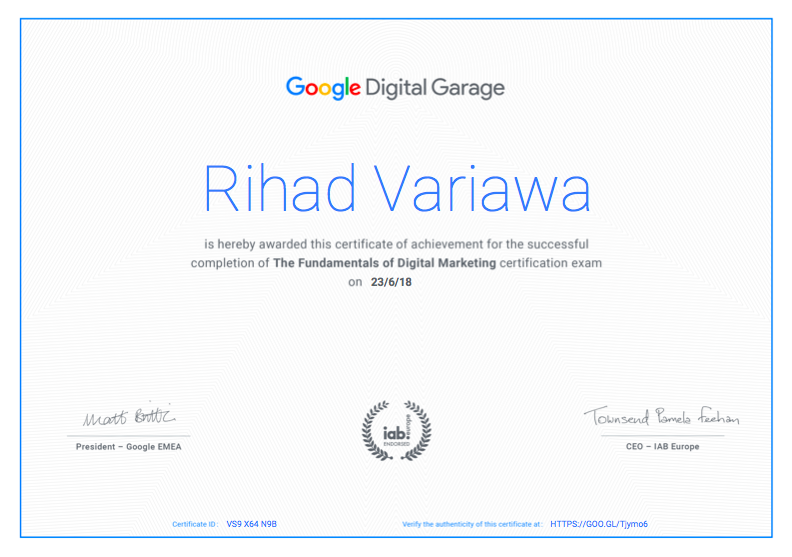 Google Digital Garage
Rihad Variawa
is hereby awarded this certificate of achievement for the successful
completion of The Fundamentals of Digital Marketing certification exam
on 23/6/18
Matt Brittin
Townsend Pamela Feehan
President – Google EMEA
iab.europe
ENDORSED
CEO – IAB Europe
Certificate ID : VS9 X64 N9B
Verify the authenticity of this certificate at: HTTPS://GOO.GL/Tjymo6